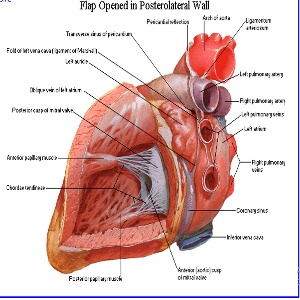 Flap Opened in Posterolateral Wall
Pericardial reflection
Arch of aorta
Ligamentum
arteriosum
Transverse sinus of pericardium
Fold of left vena cava (ligament of Marshall)
Left auricle
Left pulmonary artery
Oblique vein of left atrium
Right pulmonary artery
Left pulmonary veins
Posterior cusp of mitral valve
Left atrium
Anterior papillary muscle
Right pulmonary
veins
Chordae tendineae
Coronary sinus
Inferior vena cava
Anterior (aortic) cusp
of mitral valve
Posterior papillary muscle